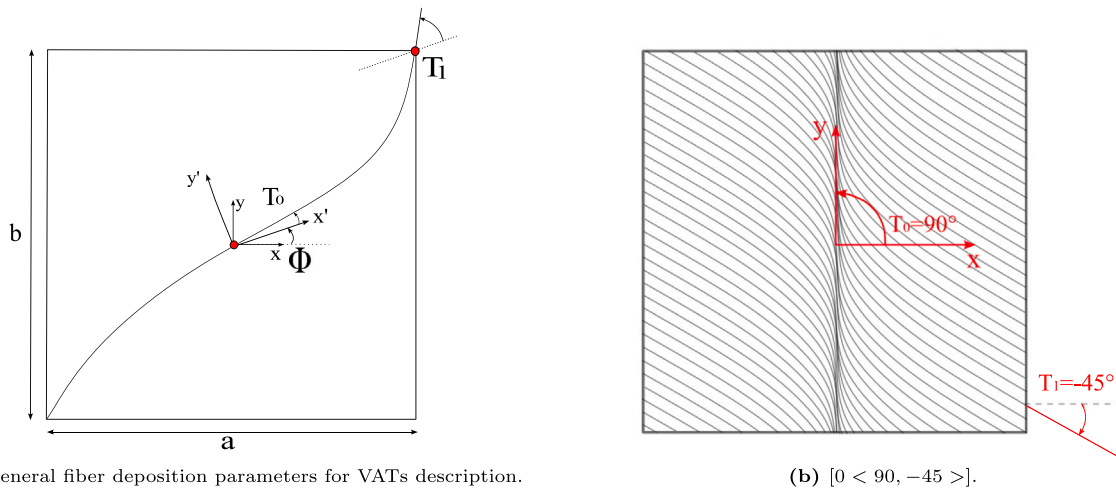 T1
b
y'
y
T0
x'
x
Φ
a
eneral fiber deposition parameters for VATs description.
y
T0=90°
x
T1=-45°
(b) [0 < 90, −45 >].